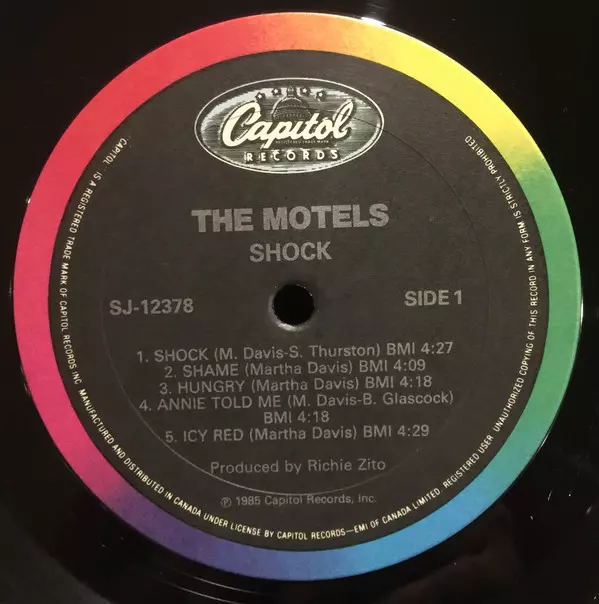 Capitol
REGISTERED TRADE MARK
RECORDS
THE MOTELS
SHOCK
SJ-12378
SIDE 1
1. SHOCK (M. Davis-S. Thurston) BMI 4:27
2. SHAME (Martha Davis) BMI 4:09
3. HUNGRY (Martha Davis) BMI 4:18
4. ANNIE TOLD ME (M. Davis-B. Glascock)
BMI 4:18
5. ICY RED (Martha Davis) BMI 4:29
Produced by Richie Zito
℗ 1985 Capitol Records, Inc.
CAPITOL IS A REGISTERED TRADE MARK OF CAPITOL RECORDS INC. MANUFACTURED AND DISTRIBUTED IN CANADA UNDER LICENSE BY CAPITOL RECORDS—EMI OF CANADA LIMITED, REGISTERED USER. UNAUTHORIZED COPYING OF THIS RECORD IN ANY FORM IS STRICTLY PROHIBITED